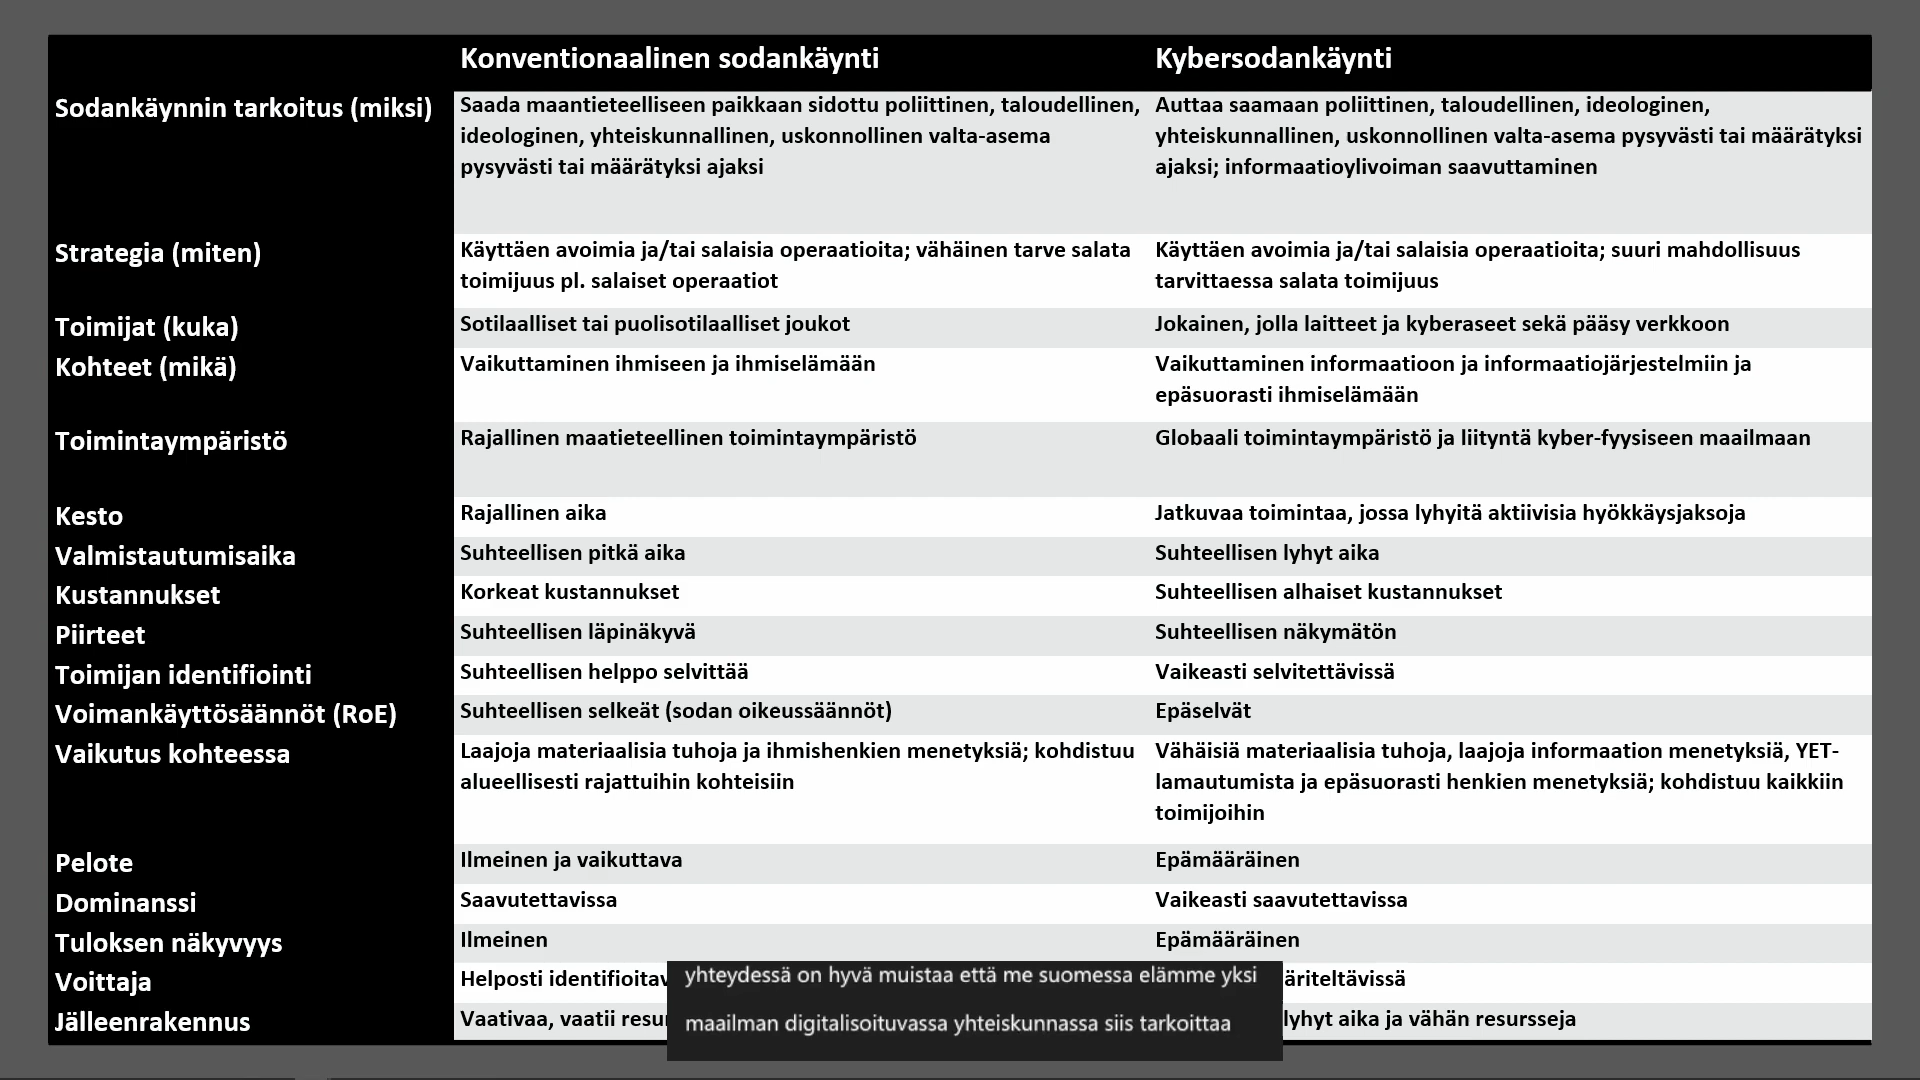 Konventionaalinen sodankäynti Kybersodankäynti
Sodankäynnin tarkoitus (miksi)
Saada maantieteelliseen paikkaan sidottu poliittinen, taloudellinen,
ideologinen, yhteiskunnallinen, uskonnollinen valta-asema
pysyvästi tai määrätyksi ajaksi
Auttaa saamaan poliittinen, taloudellinen, ideologinen,
yhteiskunnallinen, uskonnollinen valta-asema pysyvästi tai määrätyksi
ajaksi; informaatioylivoiman saavuttaminen
Strategia (miten)
Käyttäen avoimia ja/tai salaisia operaatioita; vähäinen tarve salata
toimijuus pl. salaiset operaatiot
Käyttäen avoimia ja/tai salaisia operaatioita; suuri mahdollisuus
tarvittaessa salata toimijuus
Toimijat (kuka)
Sotilaalliset tai puolisotilaalliset joukot
Jokainen, jolla laitteet ja kyberaseet sekä pääsy verkkoon
Kohteet (mikä)
Vaikuttaminen ihmiseen ja ihmiselämään
Vaikuttaminen informaatioon ja informaatiojärjestelmiin ja
epäsuorasti ihmiselämään
Toimintaympäristö
Rajallinen maatieteellinen toimintaympäristö
Globaali toimintaympäristö ja liityntä kyber-fyysiseen maailmaan
Kesto
Rajallinen aika
Jatkuvaa toimintaa, jossa lyhyitä aktiivisia hyökkäysjaksoja
Valmistautumisaika
Suhteellisen pitkä aika
Suhteellisen lyhyt aika
Kustannukset
Korkeat kustannukset
Suhteellisen alhaiset kustannukset
Piirteet
Suhteellisen läpinäkyvä
Suhteellisen näkymätön
Toimijan identifiointi
Suhteellisen helppo selvittää
Vaikeasti selvitettävissä
Voimankäyttösäännöt (RoE)
Suhteellisen selkeät (sodan oikeussäännöt)
Epäselvät
Vaikutus kohteessa
Laajoja materiaalisia tuhoja ja ihmishenkien menetyksiä; kohdistuu
alueellisesti rajattuihin kohteisiin
Vähäisiä materiaalisia tuhoja, laajoja informaation menetyksiä, YET-
lamautumista ja epäsuorasti henkien menetyksiä; kohdistuu kaikkiin
toimijoihin
Pelote
Ilmeinen ja vaikuttava
Epämääräinen
Dominanssi
Saavutettavissa
Vaikeasti saavutettavissa
Tuloksen näkyvyys
Ilmeinen
Epämääräinen
Voittaja
Helposti
Jälleenrakennus
Vaativaa, vaatii
lyhyt aika ja vähän resursseja
yhteydessä on hyvä muistaa että me suomessa elämme yksi
maailman digitalisoituvassa yhteiskunnassa siis tarkoittaa